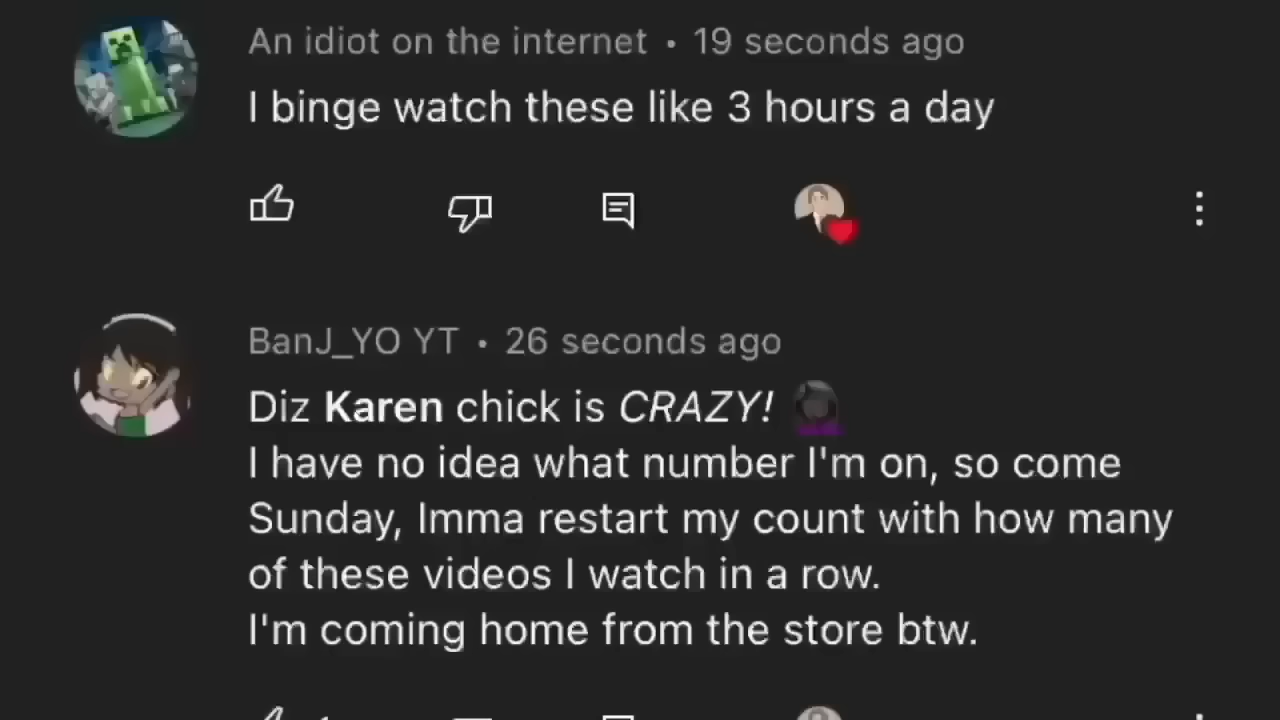 An idiot on the internet • 19 seconds ago
I binge watch these like 3 hours a day
BanJ_YO YT • 26 seconds ago
Diz Karen chick is CRAZY!
I have no idea what number I'm on, so come
Sunday, Imma restart my count with how many
of these videos I watch in a row.
I'm coming home from the store btw.